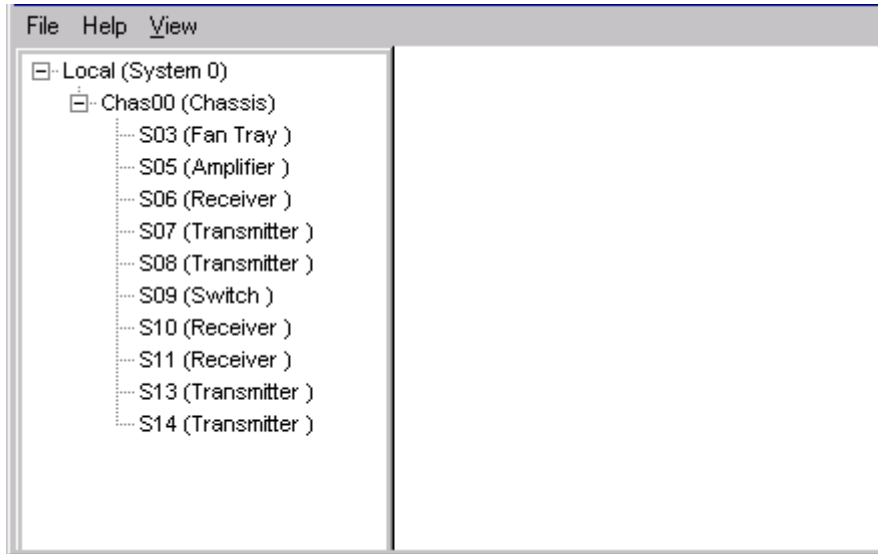 File Help View
Local (System 0)
Chas00 (Chassis)
S03 (Fan Tray )
S05 (Amplifier )
S06 (Receiver )
S07 (Transmitter )
S08 (Transmitter )
S09 (Switch )
S10 (Receiver )
S11 (Receiver )
S13 (Transmitter )
S14 (Transmitter )